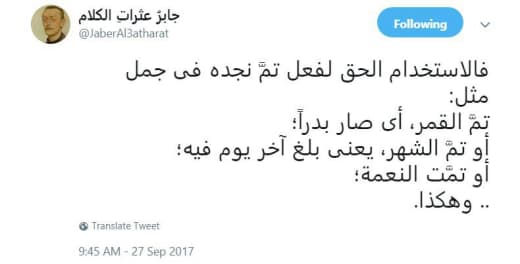 جابرٌ عثراتِ الكلام
@JaberAl3atharat
Following
فالاستخدام الحق لفعل تمَّ نجده فى جمل
مثل:
تمَّ القمر، أى صار بدراً؛
أو تمَّ الشهر، يعنى بلغ آخر يوم فيه؛
أو تمَّت النعمة؛
.. وهكذا.
Translate Tweet
9:45 AM - 27 Sep 2017